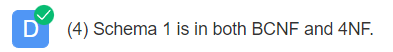 D (4) Schema 1 is in both BCNF and 4NF.